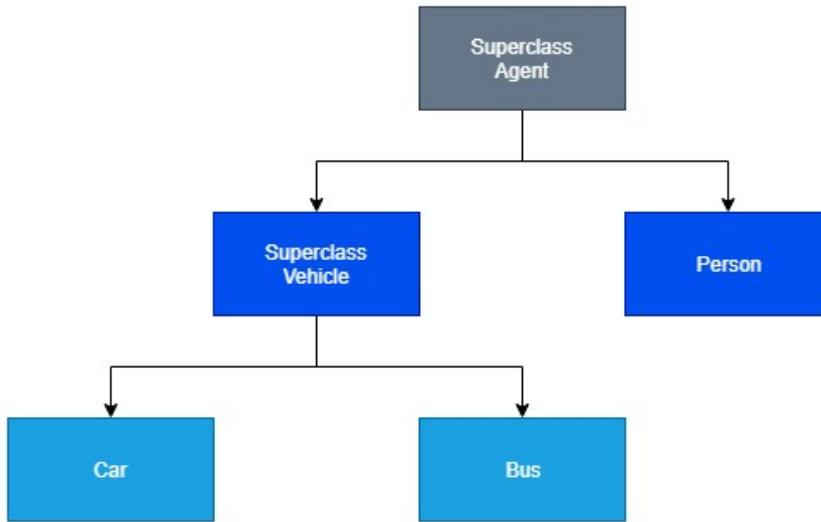 Superclass
Agent
Superclass
Vehicle
Person
Car
Bus